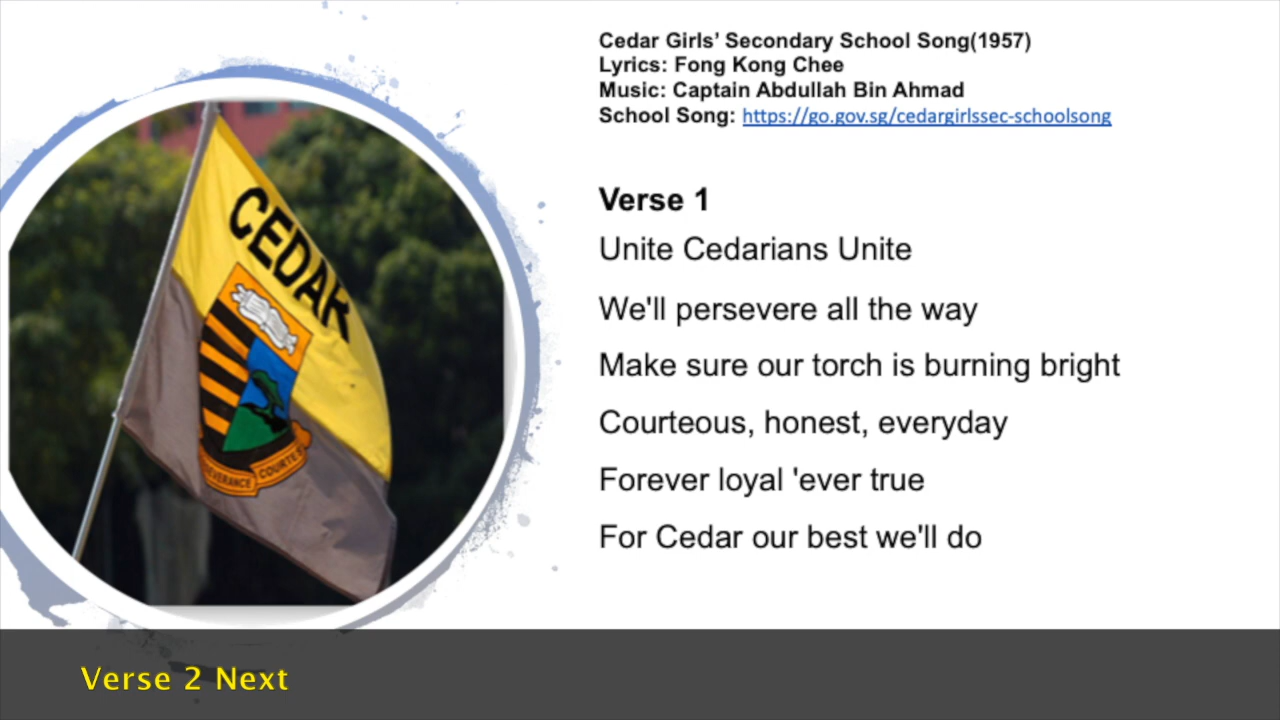 Cedar Girls’ Secondary School Song(1957)
Lyrics: Fong Kong Chee
Music: Captain Abdullah Bin Ahmad
School Song: https://go.gov.sg/cedargirlssec-schoolsong
Verse 1
Unite Cedarians Unite
We'll persevere all the way
Make sure our torch is burning bright
Courteous, honest, everyday
Forever loyal 'ever true
For Cedar our best we'll do
CEDAR
Verse 2 Next